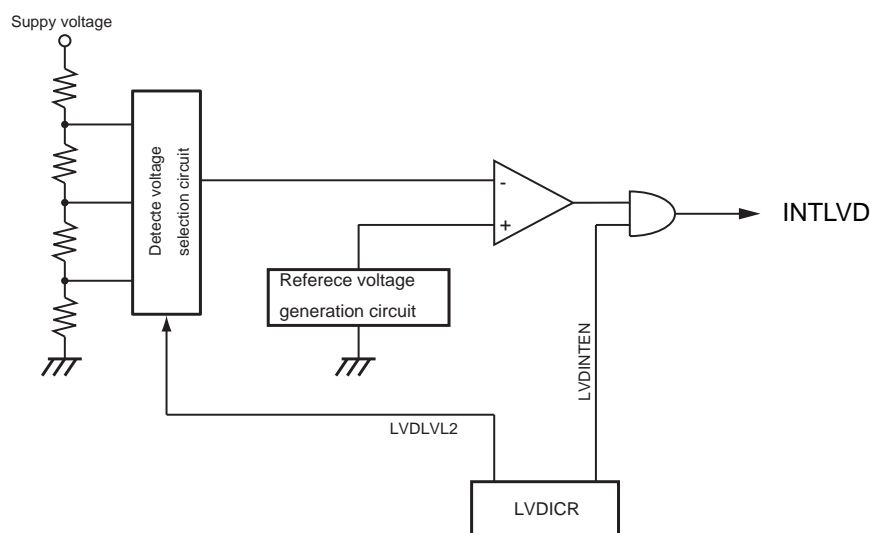 Suppy voltage
Detecte voltage
selection circuit
-
+
INTLVD
Referece voltage
generation circuit
LVDINTEN
LVDLVL2
LVDICR